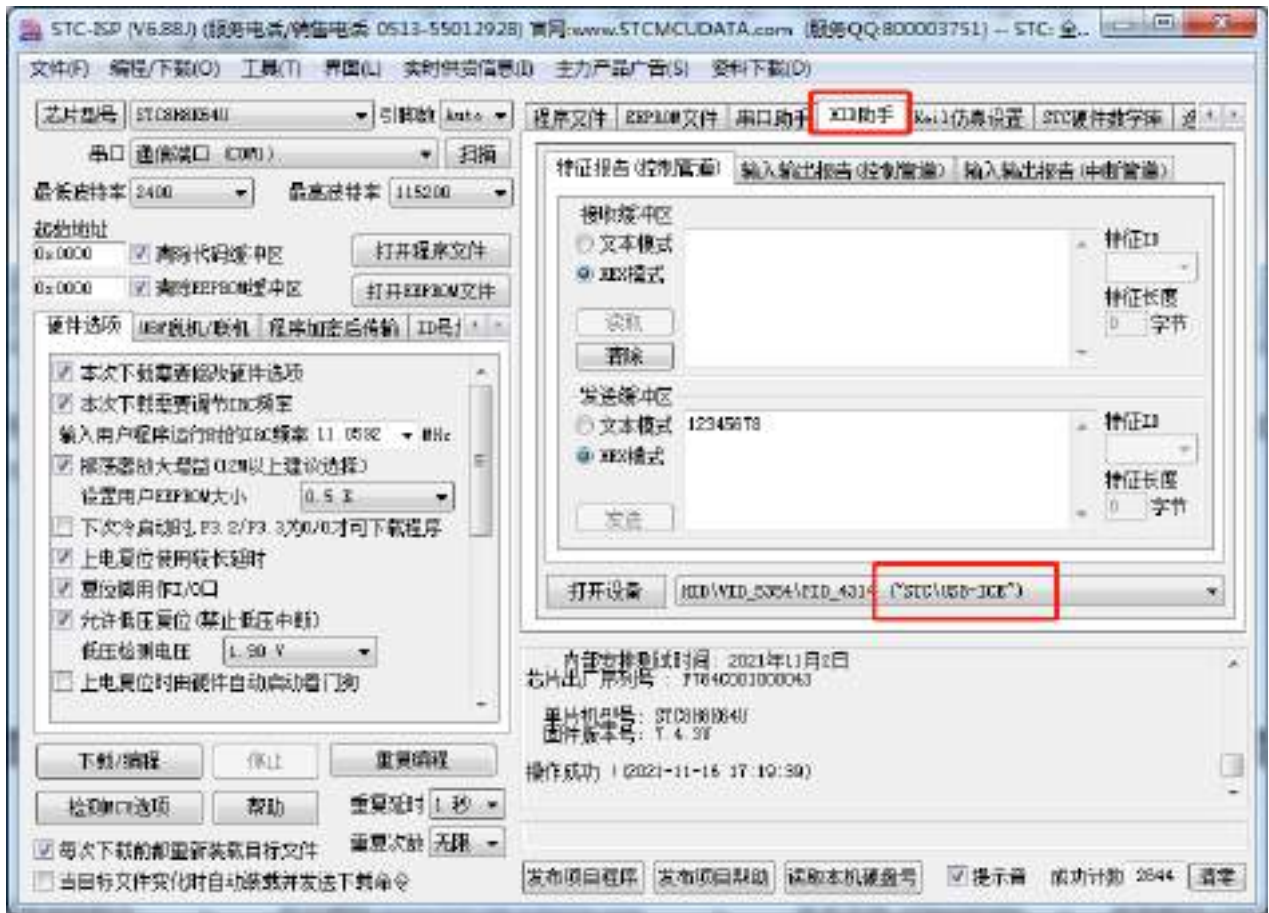 STC-ISP (V6.88J) (服务电话/销售电话 0513-55012928) 官网:www.STCMCUDATA.com (服务QQ:800003751) -- STC: 全..
文件(F) 编程/下载(O) 工具(T) 界面(L) 实时供货信息(I) 主力产品广告(S) 资料下载(D)
芯片型号 STC8H8K64U 引脚数 Auto
串口 通信端口 (COM1) 扫描
最低波特率 2400 最高波特率 115200
起始地址
0x0000 清除代码缓冲区 打开程序文件
0x0000 清除EEPROM缓冲区 打开EEPROM文件
硬件选项 脱机/联机 程序加密后传输 ID号
本次下载需要修改硬件选项
本次下载需要调节IRC频率
输入用户程序运行时的IRC频率 11.0592 MHz
振荡器放大增益(12M以上建议选择)
设置用户EEPROM大小 0.5 K
下次冷启动时,P3.2/P3.3为0/0才可下载程序
上电复位使用较长延时
复位脚用作I/O口
允许低压复位(禁止低压中断)
低压检测电压 1.90 V
上电复位时由硬件自动启动看门狗
下载/编程 停止 重复编程
检测MCU选项 帮助 重复延时 1 秒
重复次数 无限
每次下载前都重新装载目标文件
当目标文件变化时自动装载并发送下载命令
程序文件 EEPROM文件 串口助手 HID助手 Keil仿真设置 STC硬件数学库 选
特征报告(控制管道) 输入输出报告(控制管道) 输入输出报告(中断管道)
接收缓冲区
文本模式
HEX模式
读取
清除
特征ID
特征长度
0 字节
发送缓冲区
文本模式 12345678
HEX模式
发送
特征ID
特征长度
0 字节
打开设备 HID\VID_5354\PID_4314 ("STC\USB-ICE")
内部安排测试时间: 2021年11月2日
芯片出厂序列号 :
单片机型号: STC8H8K64U
固件版本号:
操作成功 !(2021-11-16 17:19:39)
发布项目程序 发布项目帮助 读取本机硬盘号 提示音 成功计数 2844 清零